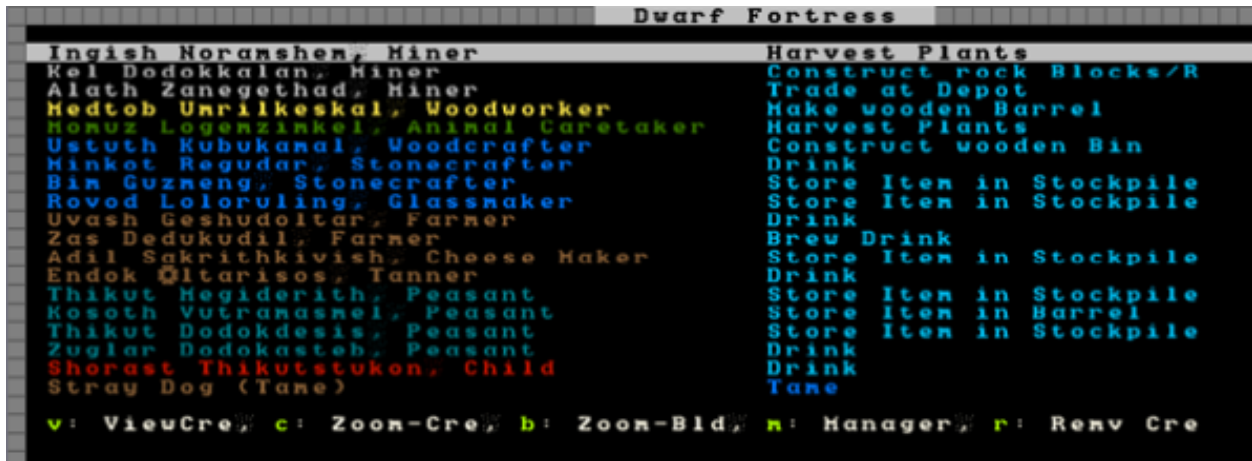 Dwarf Fortress
Ingish Noramshem, Miner Harvest Plants
Kel Dodokkalan, Miner Construct rock Blocks/R
Alath Zanegethad, Miner Trade at Depot
Medtob Umrilkeskal, Woodworker Make wooden Barrel
Momuz Logemzimkel, Animal Caretaker Harvest Plants
Ustuth Kubukamal, Woodcrafter Construct wooden Bin
Minkot Regudar, Stonecrafter Drink
Bim Guzmeng, Stonecrafter Store Item in Stockpile
Rovod Loloruling, Glassmaker Store Item in Stockpile
Uvash Geshudoltar, Farmer Drink
Zas Dedukudil, Farmer Brew Drink
Adil Sakrithkivish, Cheese Maker Store Item in Stockpile
Endok Öltarisos, Tanner Drink
Thikut Megiderith, Peasant Store Item in Stockpile
Kosoth Vutramasmel, Peasant Store Item in Barrel
Thikut Dodokdesis, Peasant Store Item in Stockpile
Zuglar Dodokasteb, Peasant Drink
Shorast Thikutstukon, Child Drink
Stray Dog (Tame) Tame
v: ViewCre, c: Zoom-Cre, b: Zoom-Bld, m: Manager, r: Remv Cre